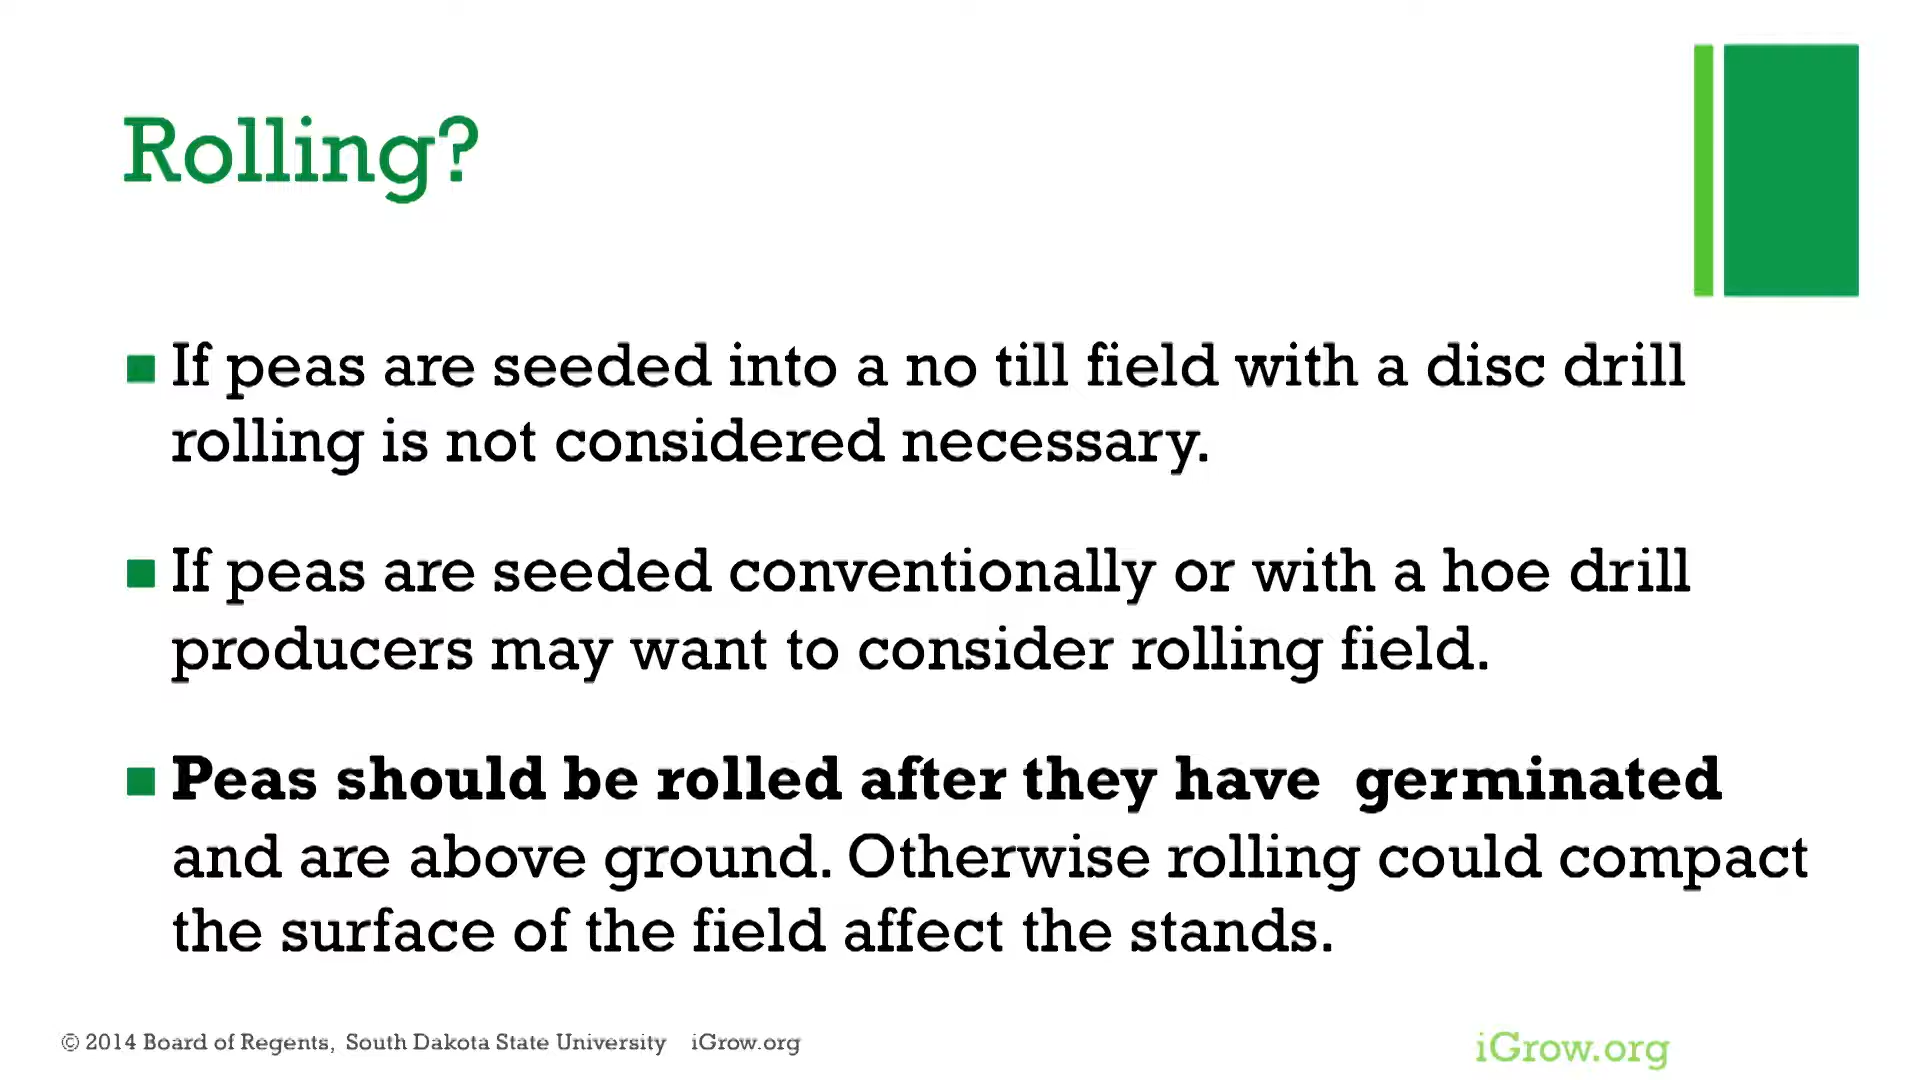 Rolling?
If peas are seeded into a no till field with a disc drill
rolling is not considered necessary.
If peas are seeded conventionally or with a hoe drill
producers may want to consider rolling field.
Peas should be rolled after they have germinated
and are above ground. Otherwise rolling could compact
the surface of the field affect the stands.
© 2014 Board of Regents, South Dakota State University iGrow.org
iGrow.org